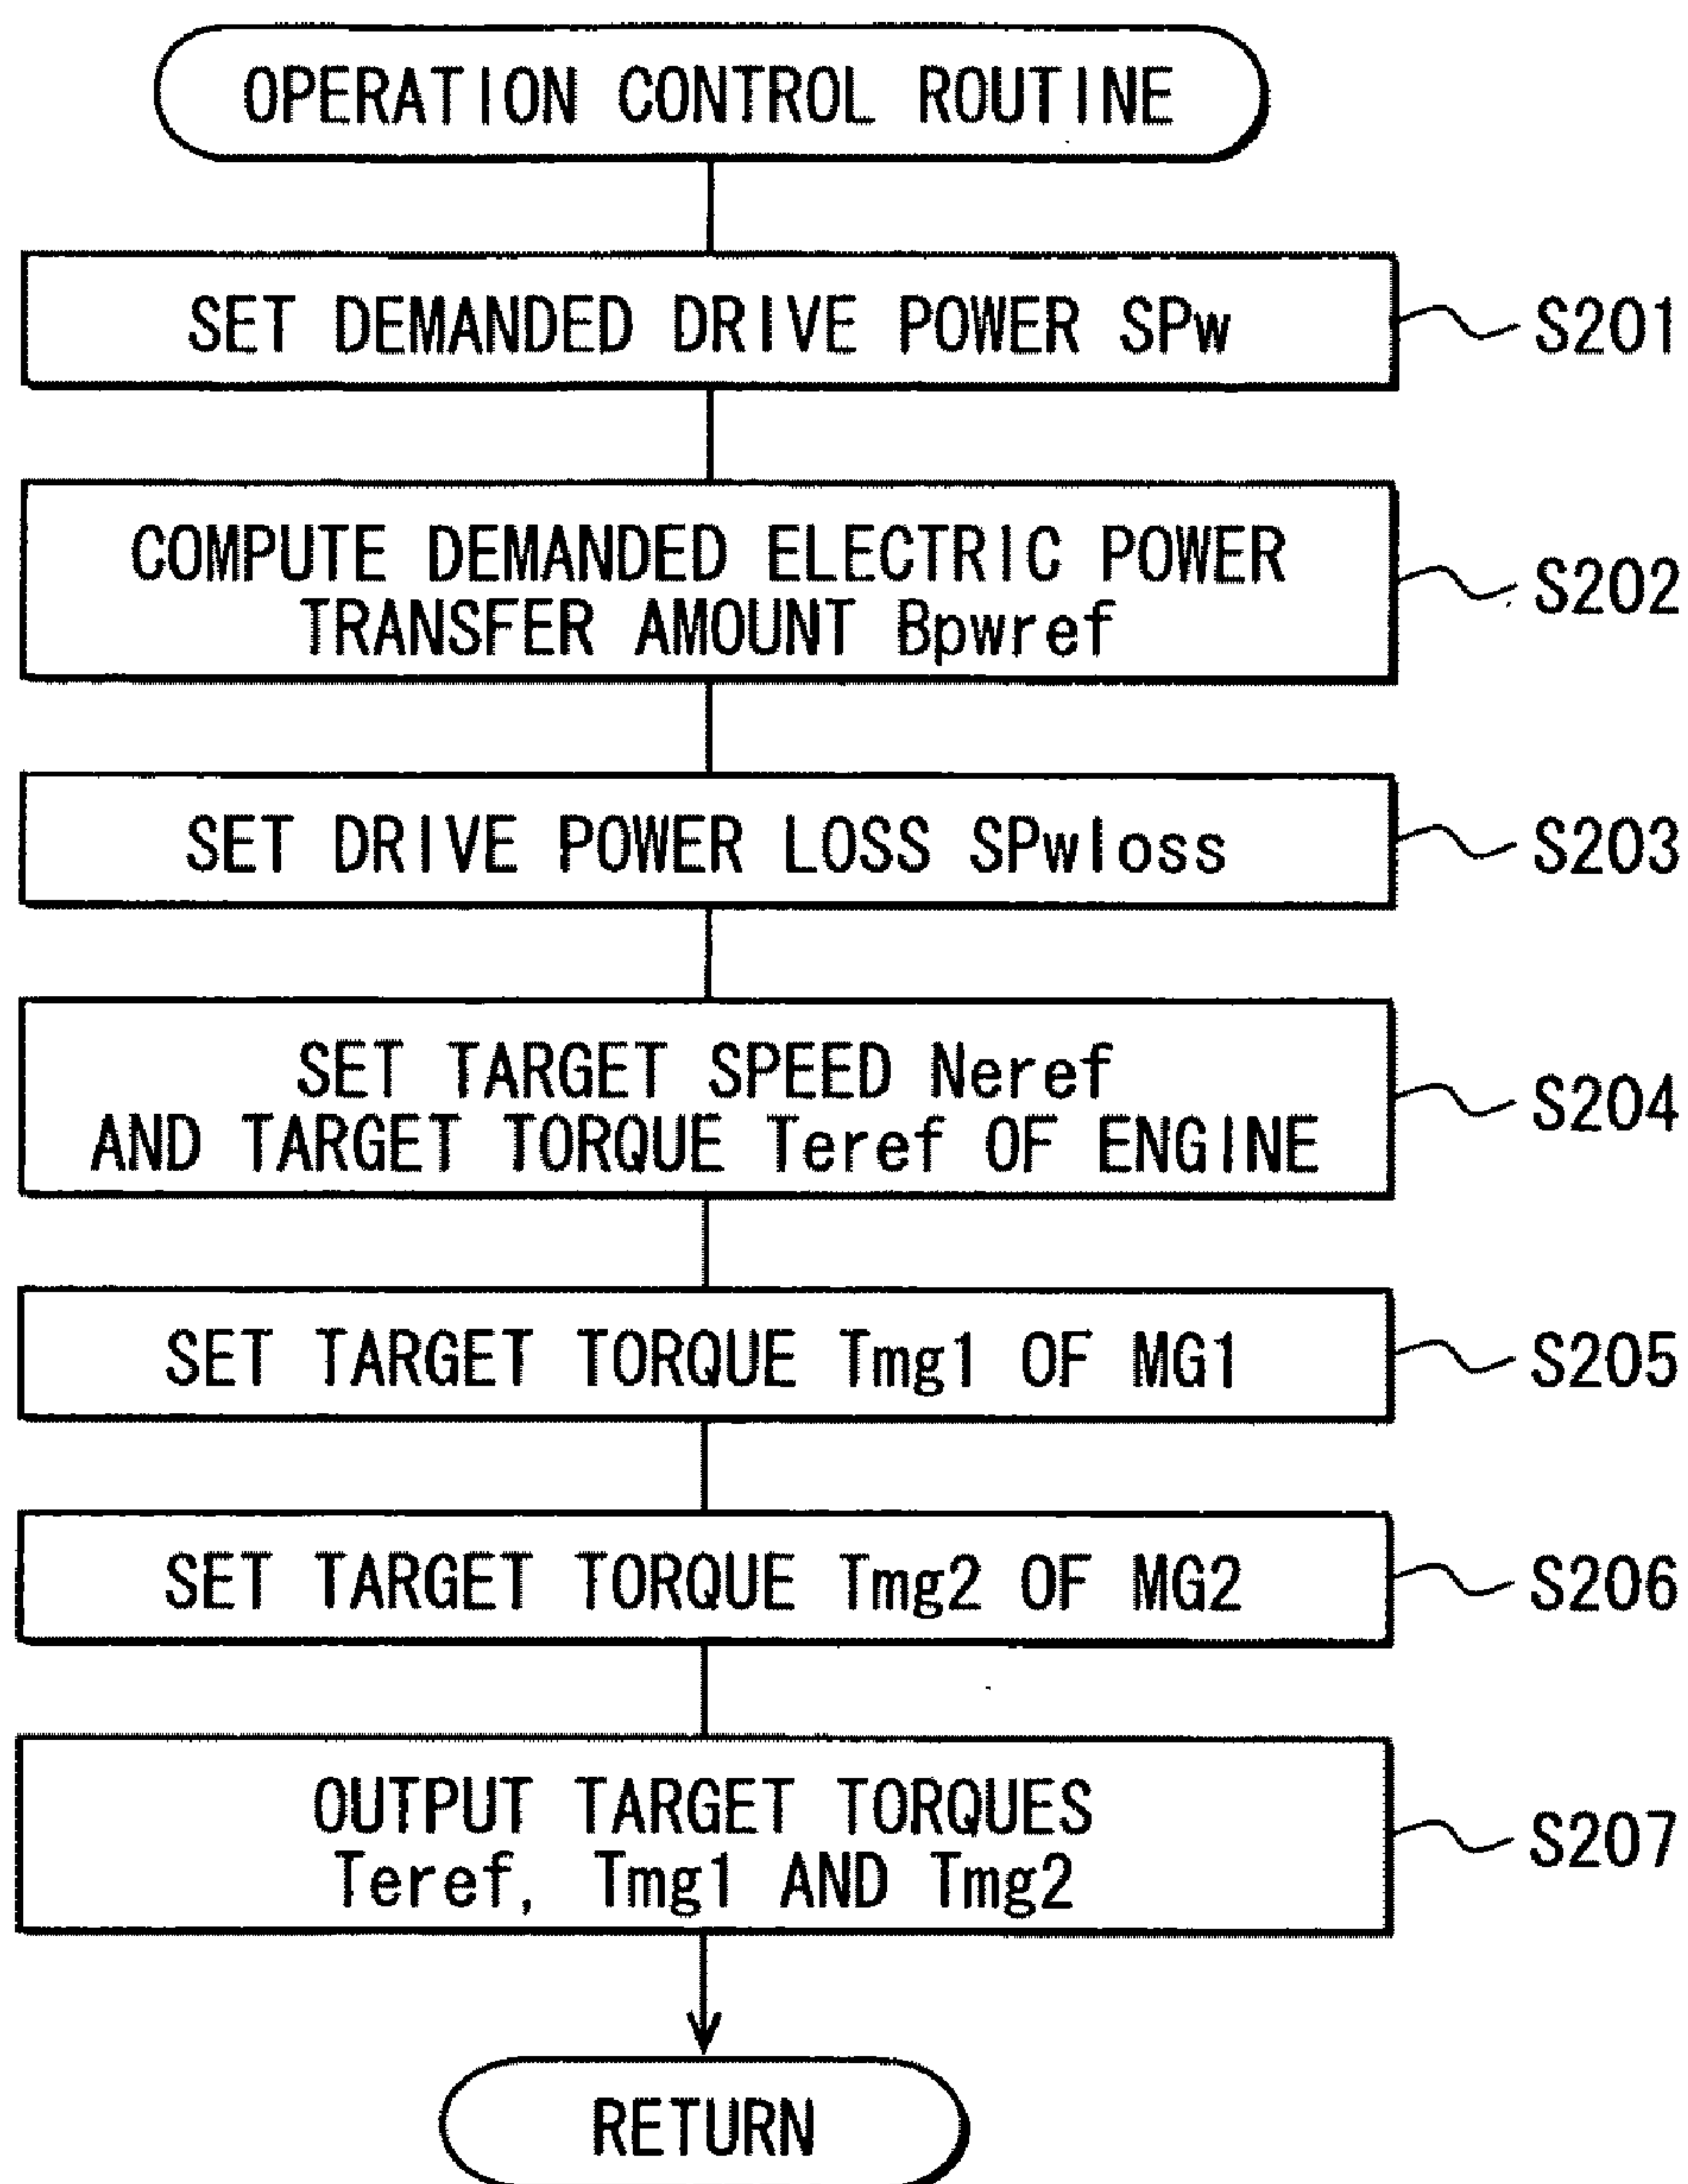 OPERATION CONTROL ROUTINE
SET DEMANDED DRIVE POWER SPw
S201
COMPUTE DEMANDED ELECTRIC POWER
TRANSFER AMOUNT Bpwref
S202
SET DRIVE POWER LOSS SPwloss
S203
SET TARGET SPEED Neref
AND TARGET TORQUE Teref OF ENGINE
S204
SET TARGET TORQUE Tmg1 OF MG1
S205
SET TARGET TORQUE Tmg2 OF MG2
S206
OUTPUT TARGET TORQUES
Teref, Tmg1 AND Tmg2
S207
RETURN